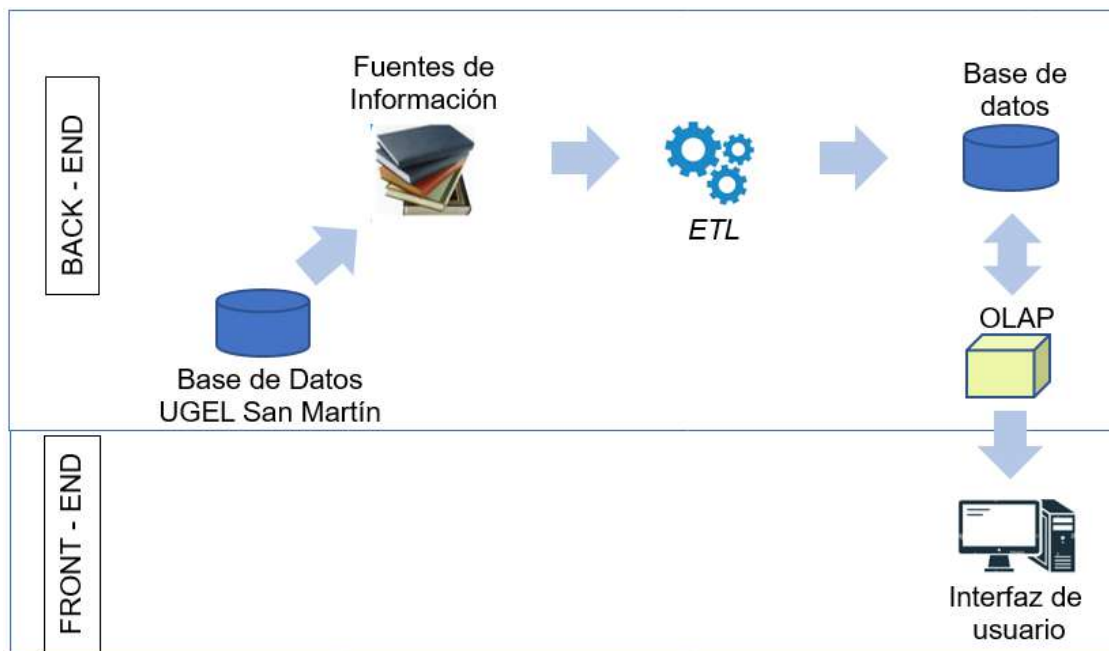 BACK - END
Fuentes de
Información
ETL
Base de
datos
Base de Datos
UGEL San Martín
OLAP
FRONT - END
Interfaz de
usuario